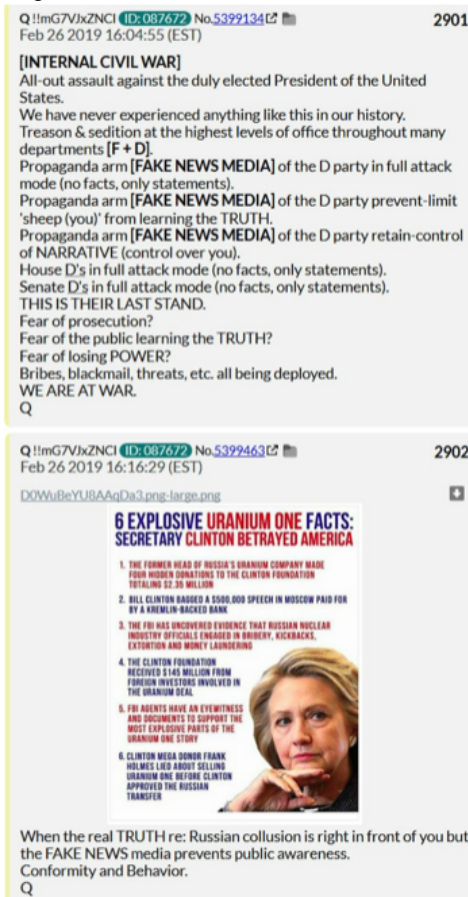 Q !!mG7VJxZNCI ID: 087672 No.5399134 2901
Feb 26 2019 16:04:55 (EST)
[INTERNAL CIVIL WAR]
All-out assault against the duly elected President of the United
States.
We have never experienced anything like this in our history.
Treason & sedition at the highest levels of office throughout many
departments [F + D].
Propaganda arm [FAKE NEWS MEDIA] of the D party in full attack
mode (no facts, only statements).
Propaganda arm [FAKE NEWS MEDIA] of the D party prevent-limit
'sheep (you)' from learning the TRUTH.
Propaganda arm [FAKE NEWS MEDIA] of the D party retain-control
of NARRATIVE (control over you).
House D's in full attack mode (no facts, only statements).
Senate D's in full attack mode (no facts, only statements).
THIS IS THEIR LAST STAND.
Fear of prosecution?
Fear of the public learning the TRUTH?
Fear of losing POWER?
Bribes, blackmail, threats, etc. all being deployed.
WE ARE AT WAR.
Q
Q !!mG7VJxZNCI ID: 087672 No.5399463 2902
Feb 26 2019 16:16:29 (EST)
D0WuBeYU8AAqDa3.png-large.png
6 EXPLOSIVE URANIUM ONE FACTS:
SECRETARY CLINTON BETRAYED AMERICA
1. THE FORMER HEAD OF RUSSIA'S URANIUM COMPANY MADE
FOUR HIDDEN DONATIONS TO THE CLINTON FOUNDATION
TOTALING $2.35 MILLION
2. BILL CLINTON BAGGED A $500,000 SPEECH IN MOSCOW PAID FOR
BY A KREMLIN-BACKED BANK
3. THE FBI HAS UNCOVERED EVIDENCE THAT RUSSIAN NUCLEAR
INDUSTRY OFFICIALS ENGAGED IN BRIBERY, KICKBACKS,
EXTORTION AND MONEY LAUNDERING
4. THE CLINTON FOUNDATION
RECEIVED $145 MILLION FROM
FOREIGN INVESTORS INVOLVED IN
THE URANIUM DEAL
5. FBI AGENTS HAVE AN EYEWITNESS
AND DOCUMENTS TO SUPPORT THE
MOST EXPLOSIVE PARTS OF THE
URANIUM ONE STORY
6. CLINTON MEGA DONOR FRANK
HOLMES LIED ABOUT SELLING
URANIUM ONE BEFORE CLINTON
APPROVED THE RUSSIAN
TRANSFER
When the real TRUTH re: Russian collusion is right in front of you but
the FAKE NEWS media prevents public awareness.
Conformity and Behavior.
Q